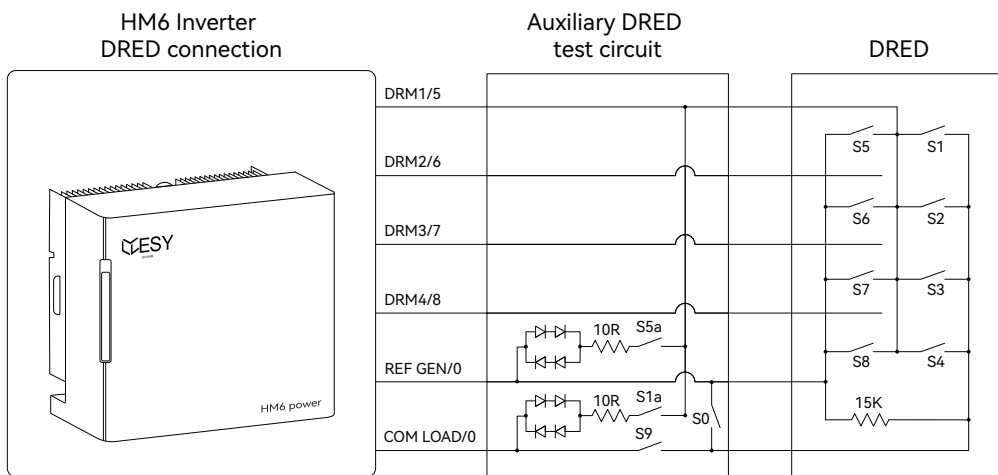 HM6 Inverter
DRED connection
Auxiliary DRED
test circuit
DRED
DRM1/5
S5
S1
DRM2/6
S6
S2
ESY
DRM3/7
S7
S3
DRM4/8
10R
S5a
S8
S4
REF GEN/0
HM6 power
10R
S1a
S0
15K
COM LOAD/0
S9